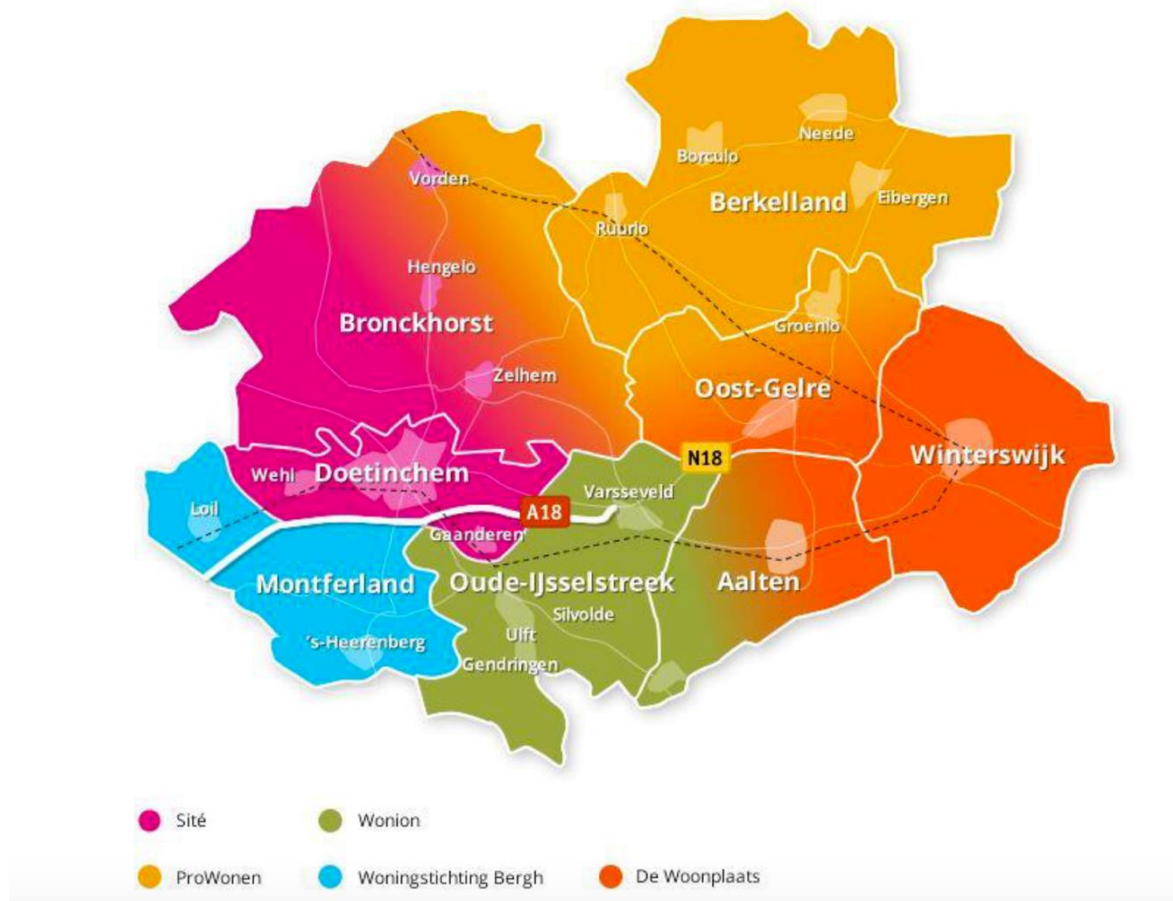 Neede
Borculo
Vorden
Berkelland
Eibergen
Ruurlo
Hengelo
Bronckhorst
Groenlo
Zelhem
Oost-Gelre
Winterswijk
N18
Wehl
Doetinchem
Varsseveld
Loil
A18
Gaanderen
Montferland
Oude-IJsselstreek
Aalten
Silvolde
's-Heerenberg
Ulft
Gendringen
Sité
Wonion
ProWonen
Woningstichting Bergh
De Woonplaats